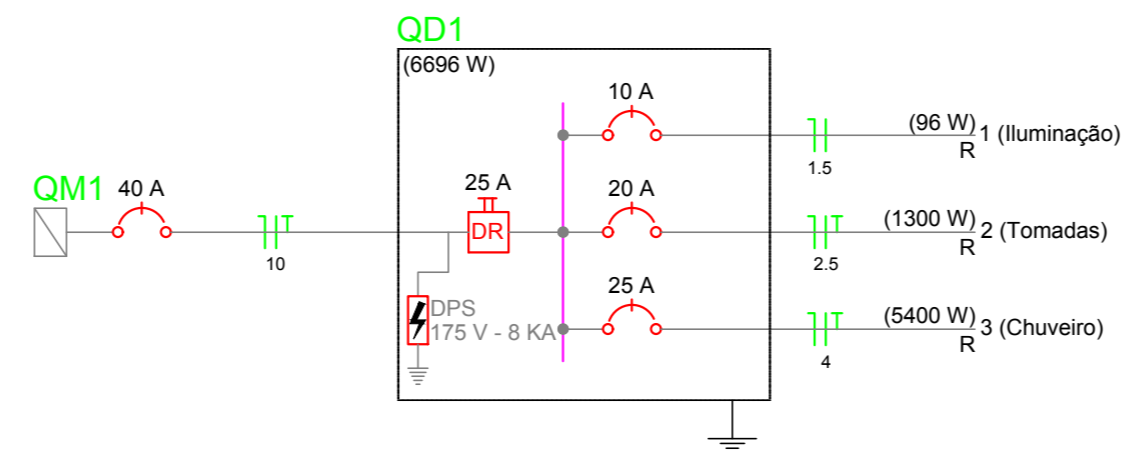 QD1
(6696 W)
10 A
(96 W)
1 (Iluminação)
R
1.5
QM1
40 A
25 A
20 A
DR
(1300 W)
2 (Tomadas)
R
10
2.5
25 A
DPS
175 V - 8 KA
(5400 W)
3 (Chuveiro)
R
4